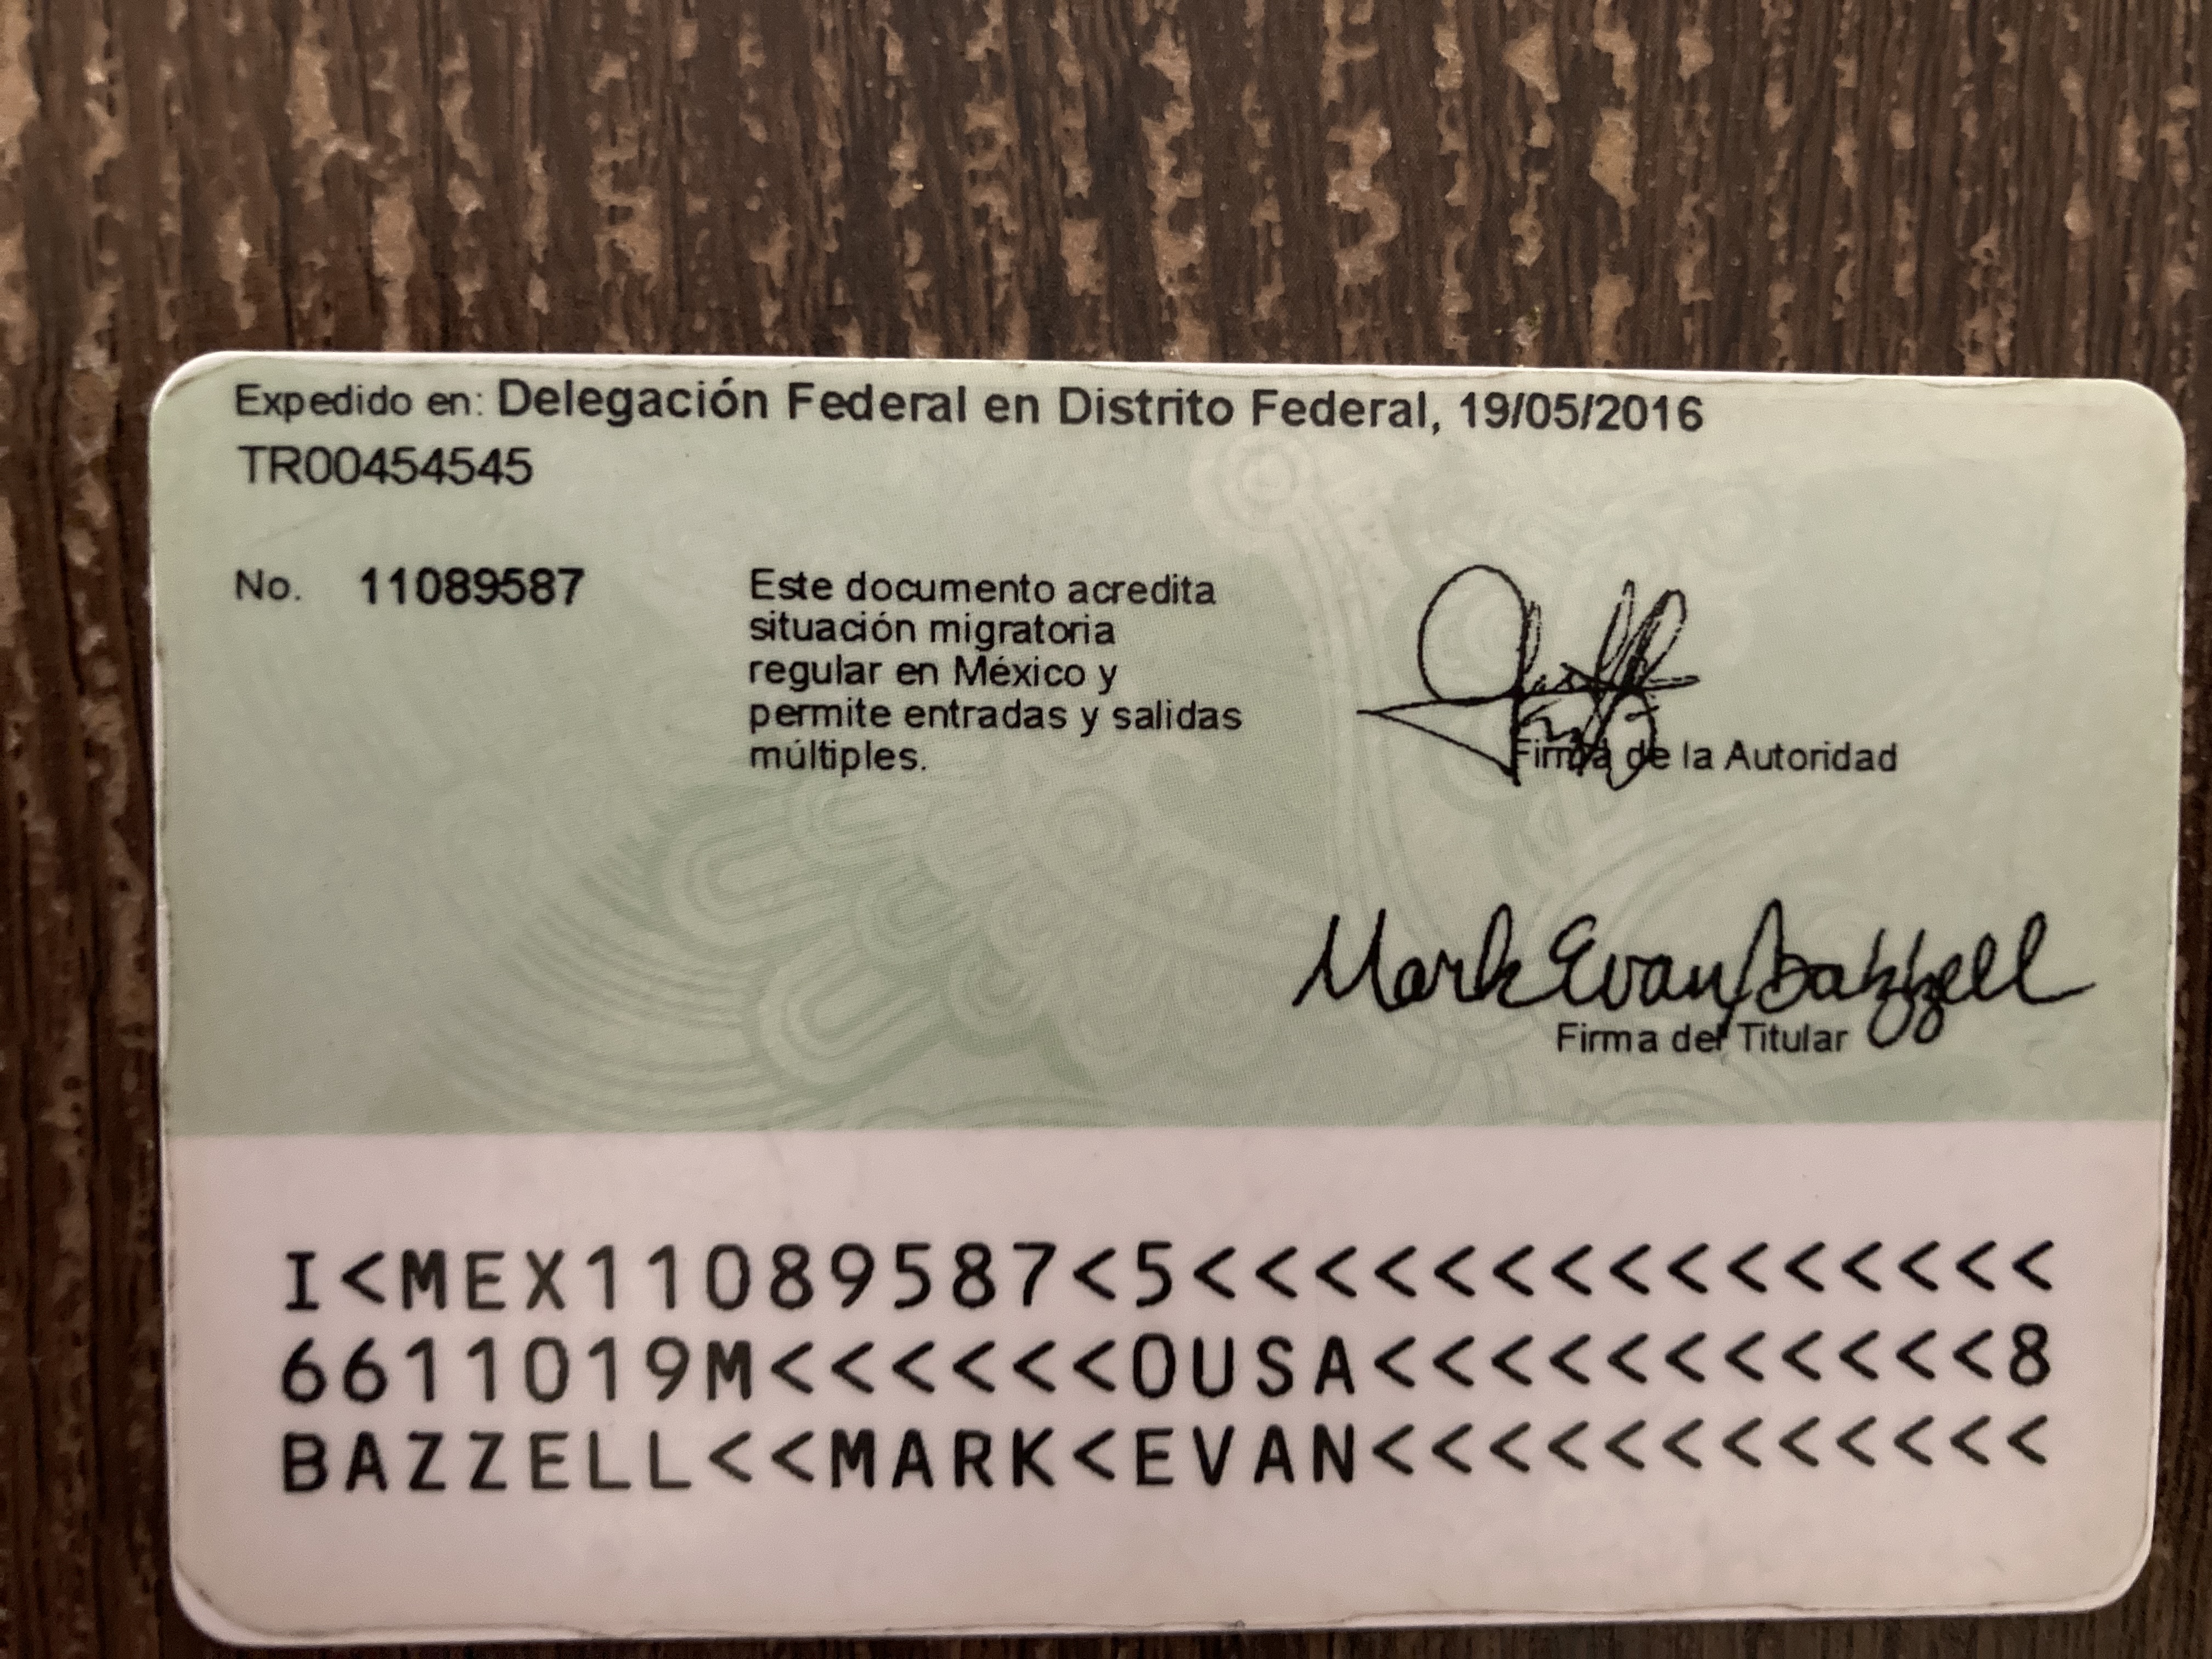 Expedido en: Delegación Federal en Distrito Federal, 19/05/2016
TR00454545
No. 11089587
Este documento acredita
situación migratoria
regular en México y
permite entradas y salidas
múltiples.
Firma de la Autoridad
Mark Evan Bazzell
Firma del Titular
I<MEX11089587<5<<<<<<<<<<<<<<<
6611019M<<<<<<0USA<<<<<<<<<<<8
BAZZELL<<MARK<EVAN<<<<<<<<<<<<